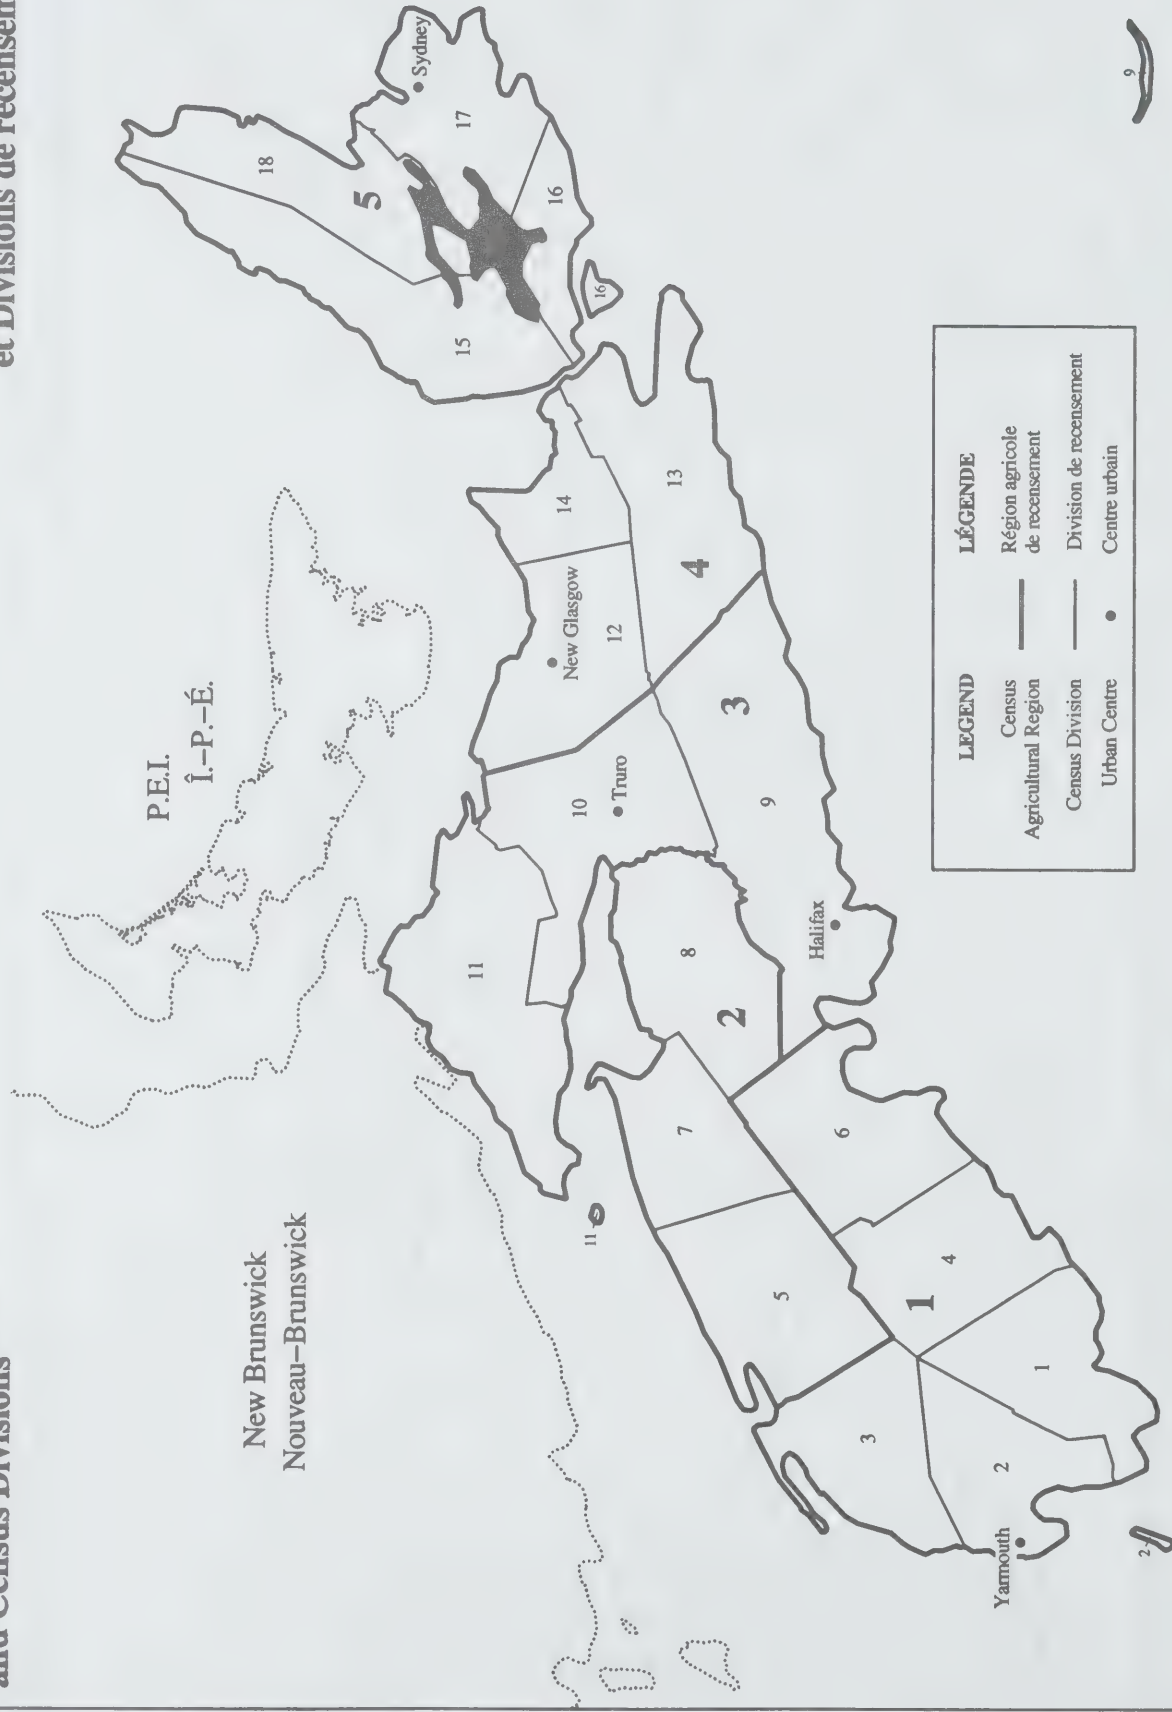 and Census Divisions
et Divisions de recensem
P.E.I.
Î.-P.-É.
New Brunswick
Nouveau-Brunswick
18
5
Sydney
17
16
16
15
14
13
4
New Glasgow
12
3
10
Truro
9
11
8
2
Halifax
11
7
6
5
4
1
3
1
2
Yarmouth
2
9
LEGEND
LÉGENDE
Census
Agricultural Region
Région agricole
de recensement
Census Division
Division de recensement
Urban Centre
Centre urbain